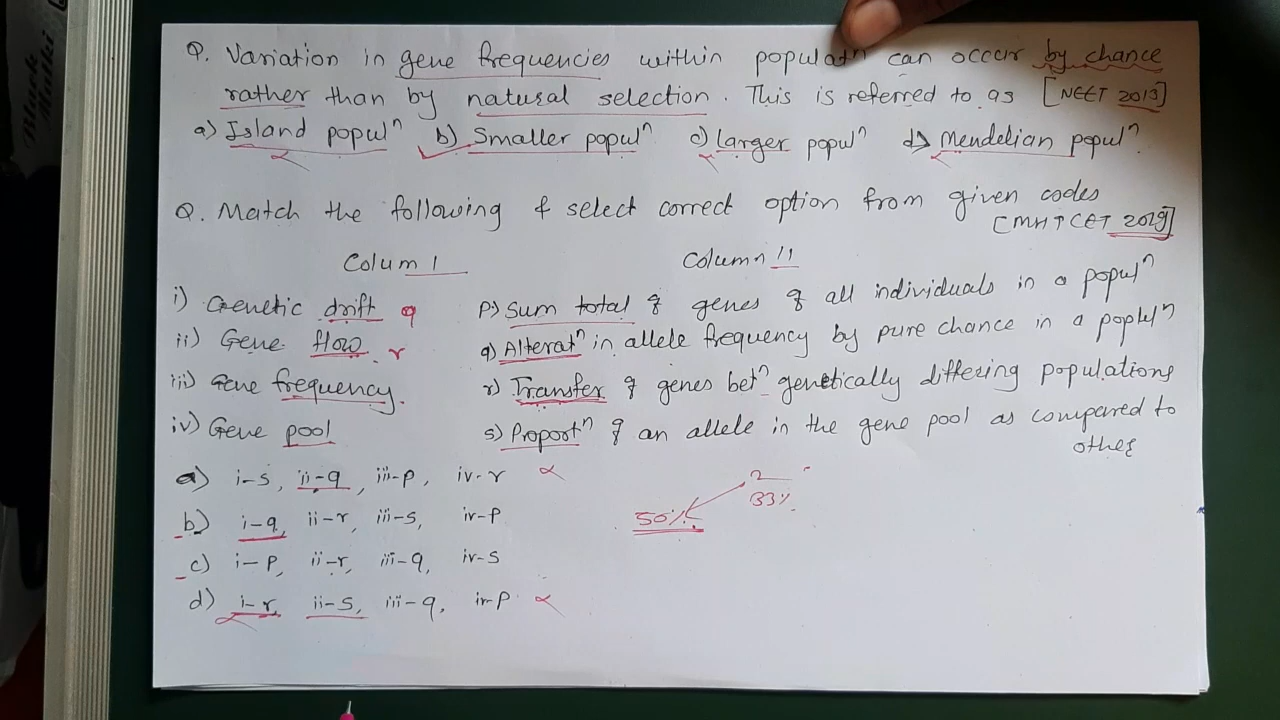 Q. Variation in gene frequencies within populatⁿ can occur by chance
rather than by natural selection. This is referred to as [NEET 2013]
a) Island populⁿ b) Smaller populⁿ c) larger populⁿ d) Mendelian populⁿ.
Q. Match the following & select correct option from given codes
[MHTCET 2019]
Colum I Column II
i) Genetic drift q p) Sum total of genes of all individuals in a populⁿ
ii) Gene flow r q) Alteratⁿ in allele frequency by pure chance in a poplⁿ
iii) Gene frequency. r) Transfer of genes betⁿ genetically differing populations
iv) Gene pool s) Proportⁿ of an allele in the gene pool as compared to
other
a) i-s, ii-q, iii-p, iv-r
b) i-q, ii-r, iii-s, iv-p
c) i-p, ii-r, iii-q, iv-s
d) i-r, ii-s, iii-q, iv-p
2
33%
50%